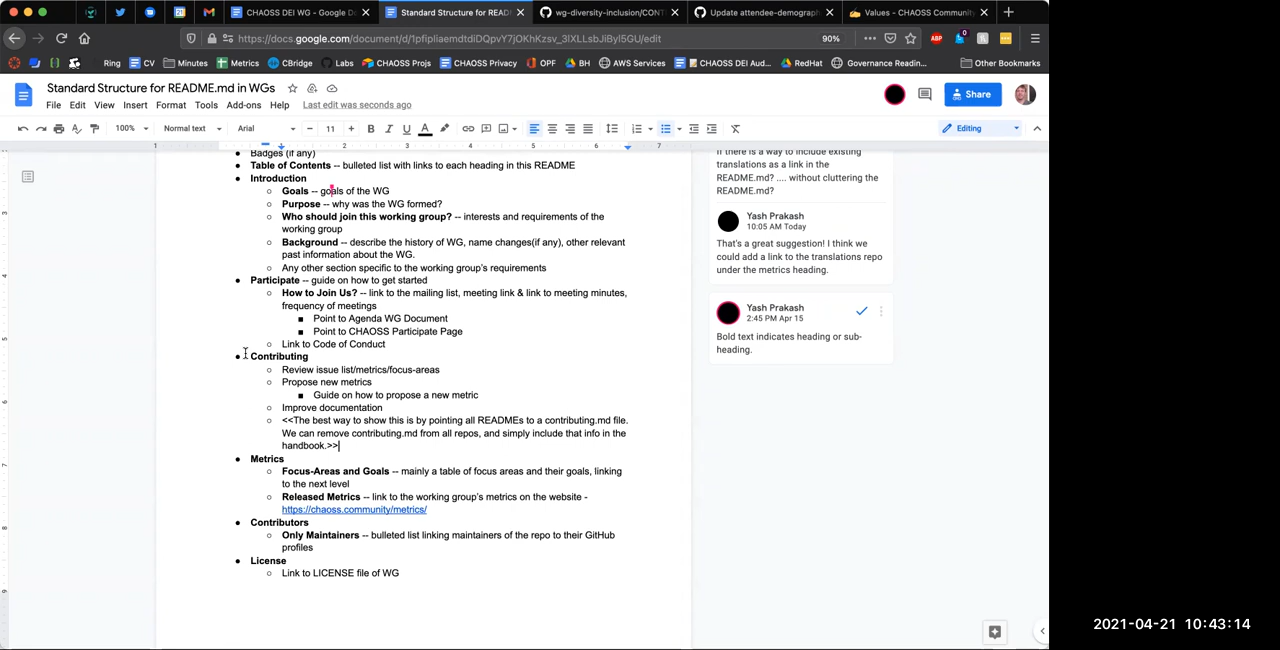 CHAOSS DEI WG - Google Do
Standard Structure for READM
wg-diversity-inclusion/CONT
Update attendee-demograph
Values - CHAOSS Community
https://docs.google.com/document/d/1pfipIiaemdtdiDQpvY7jOKhKzsv_3lXLLsbJiByl5GU/edit
90%
Ring CV Minutes Metrics CBridge Labs CHAOSS Projs CHAOSS Privacy OPF BH AWS Services CHAOSS DEI Aud... RedHat Governance Readin... Other Bookmarks
Standard Structure for README.md in WGs
File Edit View Insert Format Tools Add-ons Help Last edit was seconds ago
Share
100% Normal text Arial 11 B I U A Editing
1 1 2 3 4 5 6 7
Badges (if any)
● Table of Contents -- bulleted list with links to each heading in this README
● Introduction
○ Goals -- goals of the WG
○ Purpose -- why was the WG formed?
○ Who should join this working group? -- interests and requirements of the
working group
○ Background -- describe the history of WG, name changes(if any), other relevant
past information about the WG.
○ Any other section specific to the working group's requirements
● Participate -- guide on how to get started
○ How to Join Us? -- link to the mailing list, meeting link & link to meeting minutes,
frequency of meetings
■ Point to Agenda WG Document
■ Point to CHAOSS Participate Page
○ Link to Code of Conduct
● Contributing
○ Review issue list/metrics/focus-areas
○ Propose new metrics
■ Guide on how to propose a new metric
○ Improve documentation
○ <<The best way to show this is by pointing all READMEs to a contributing.md file.
We can remove contributing.md from all repos, and simply include that info in the
handbook.>>
● Metrics
○ Focus-Areas and Goals -- mainly a table of focus areas and their goals, linking
to the next level
○ Released Metrics -- link to the working group's metrics on the website -
https://chaoss.community/metrics/
● Contributors
○ Only Maintainers -- bulleted list linking maintainers of the repo to their GitHub
profiles
● License
○ Link to LICENSE file of WG
If there is a way to include existing
translations as a link in the
README.md? .... without cluttering the
README.md?
Yash Prakash
10:05 AM Today
That's a great suggestion! I think we
could add a link to the translations repo
under the metrics heading.
Yash Prakash
2:45 PM Apr 15
Bold text indicates heading or sub-
heading.
2021-04-21 10:43:14